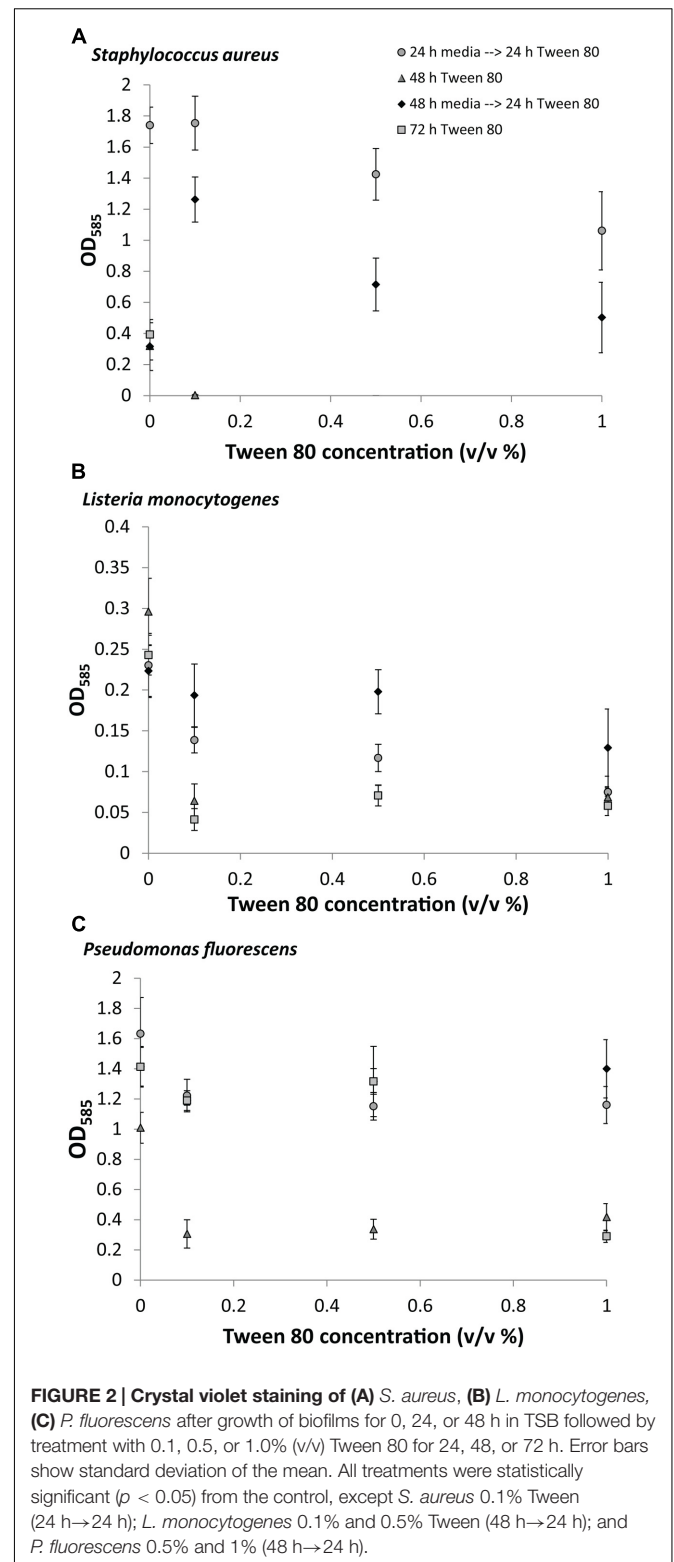 A
Staphylococcus aureus
24 h media --> 24 h Tween 80
48 h Tween 80
48 h media --> 24 h Tween 80
72 h Tween 80
2
1.8
1.6
1.4
1.2
1
0.8
0.6
0.4
0.2
0
OD585
0 0.2 0.4 0.6 0.8 1
Tween 80 concentration (v/v %)
B
Listeria monocytogenes
0.4
0.35
0.3
0.25
0.2
0.15
0.1
0.05
0
OD585
0 0.2 0.4 0.6 0.8 1
Tween 80 concentration (v/v %)
C
Pseudomonas fluorescens
2
1.8
1.6
1.4
1.2
1
0.8
0.6
0.4
0.2
0
OD585
0 0.2 0.4 0.6 0.8 1
Tween 80 concentration (v/v %)
FIGURE 2 | Crystal violet staining of (A) S. aureus, (B) L. monocytogenes,
(C) P. fluorescens after growth of biofilms for 0, 24, or 48 h in TSB followed by
treatment with 0.1, 0.5, or 1.0% (v/v) Tween 80 for 24, 48, or 72 h. Error bars
show standard deviation of the mean. All treatments were statistically
significant (p < 0.05) from the control, except S. aureus 0.1% Tween
(24 h→24 h); L. monocytogenes 0.1% and 0.5% Tween (48 h→24 h); and
P. fluorescens 0.5% and 1% (48 h→24 h).